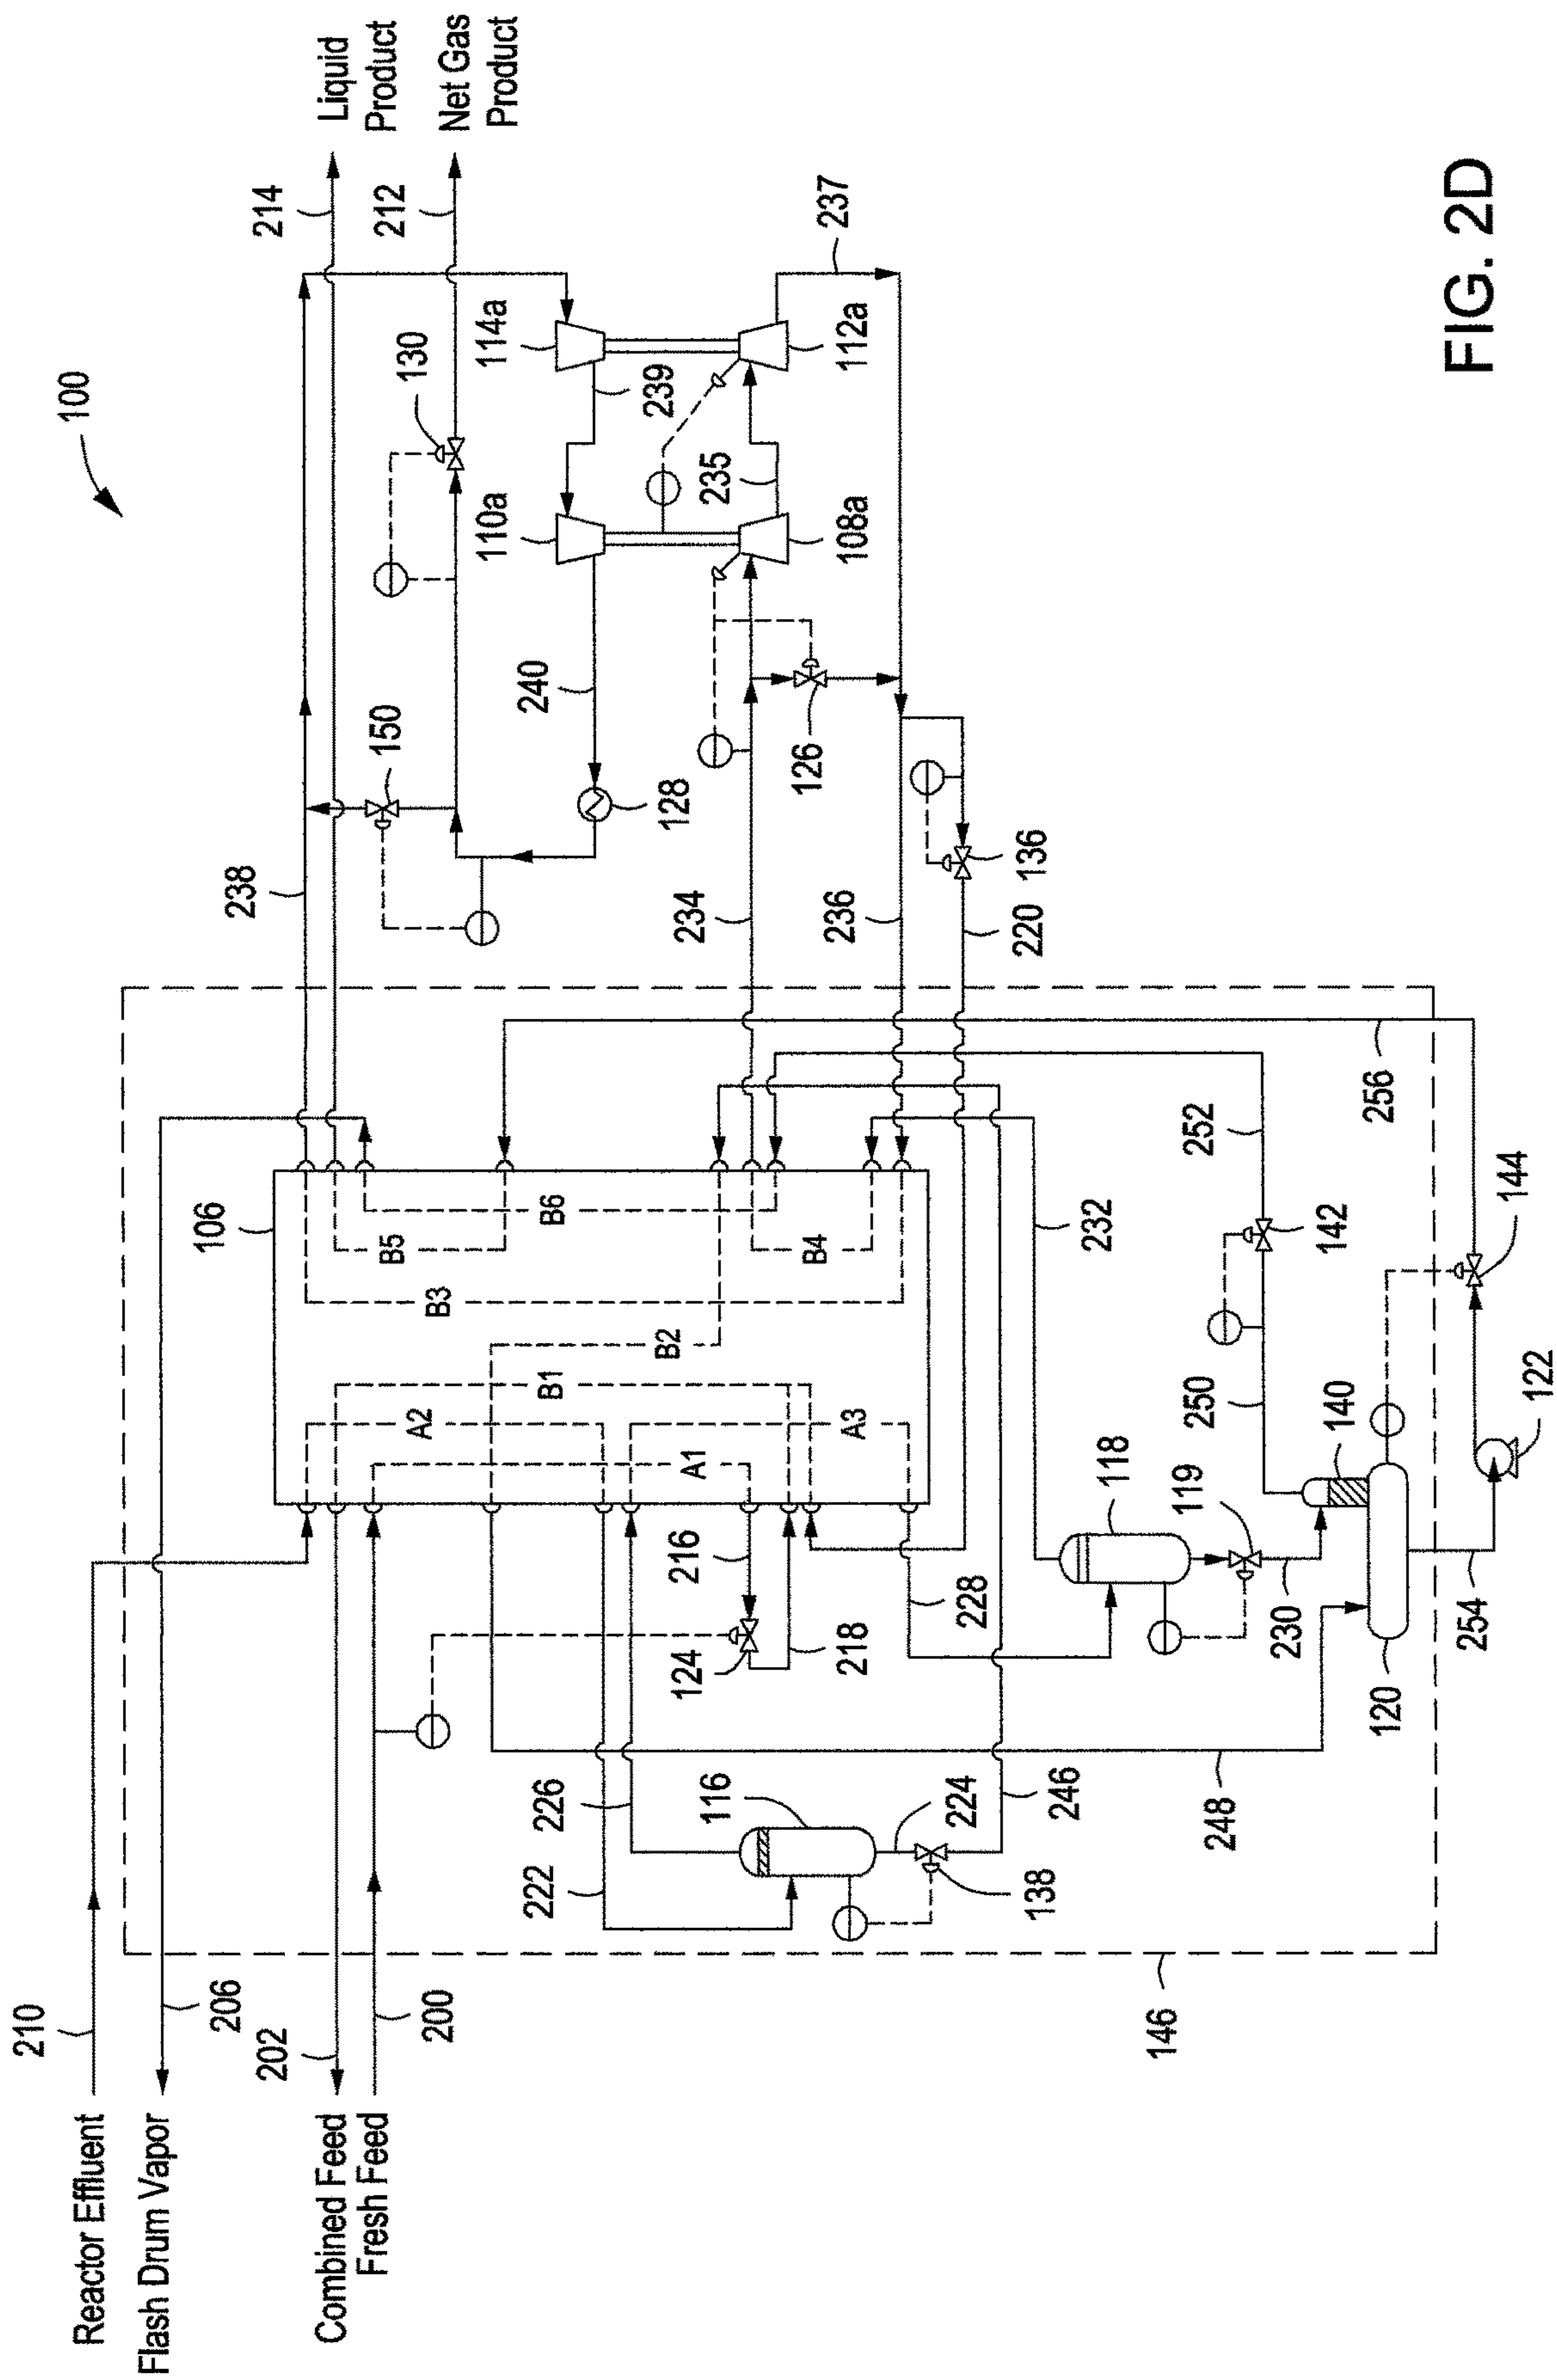 100
210
Reactor Effluent
Flash Drum Vapor
206
202
Combined Feed
Fresh Feed
200
106
238
214
Liquid
Product
212
Net Gas
Product
150
130
A2
B5
B3
B1
B6
B2
A1
A3
B4
110a
114a
240
239
128
222
226
216
234
235
116
124
218
126
108a
112a
237
236
224
228
138
246
118
220
136
232
119
146
248
230
250
252
140
142
120
254
256
122
144
FIG. 2D